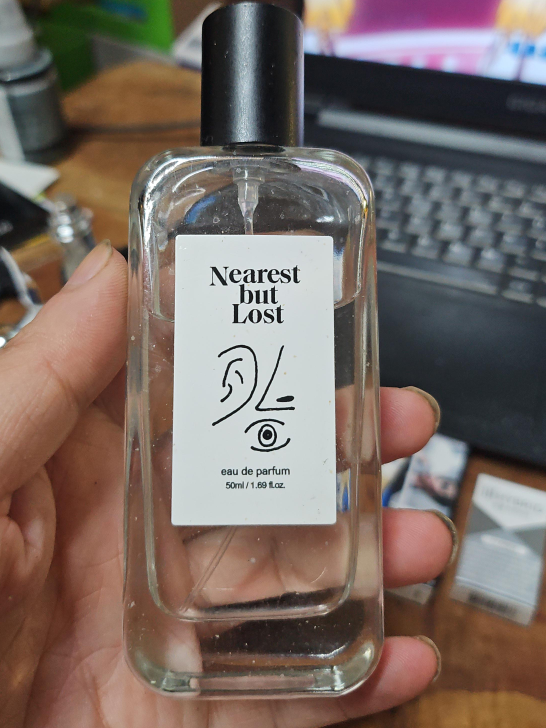 Nearest
but
Lost
eau de parfum
50ml / 1.69 fl.oz.